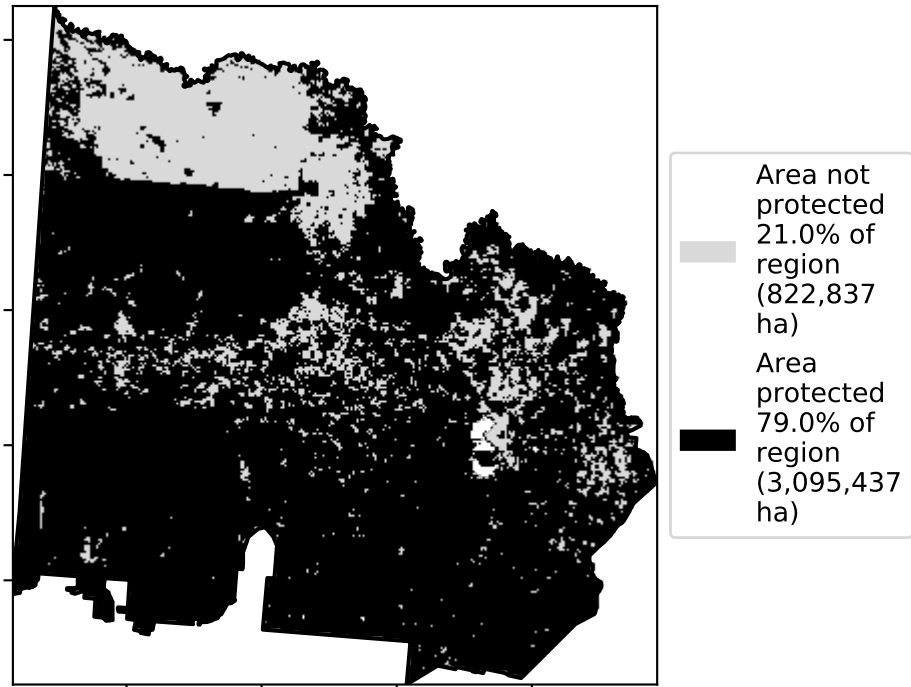 Area not
protected
21.0% of
region
(822,837
ha)
Area
protected
79.0% of
region
(3,095,437
ha)